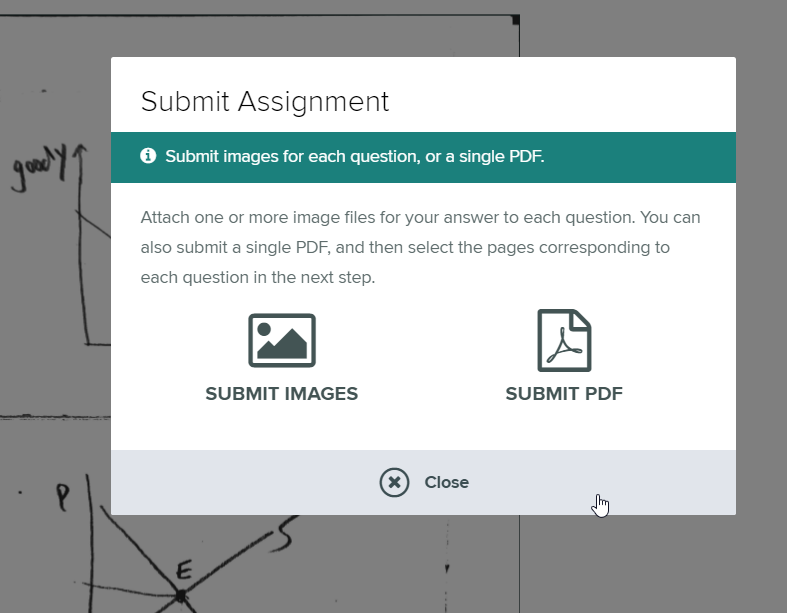 Submit Assignment
Submit images for each question, or a single PDF.
good y
Attach one or more image files for your answer to each question. You can
also submit a single PDF, and then select the pages corresponding to
each question in the next step.
SUBMIT IMAGES
SUBMIT PDF
Close
P
S
E